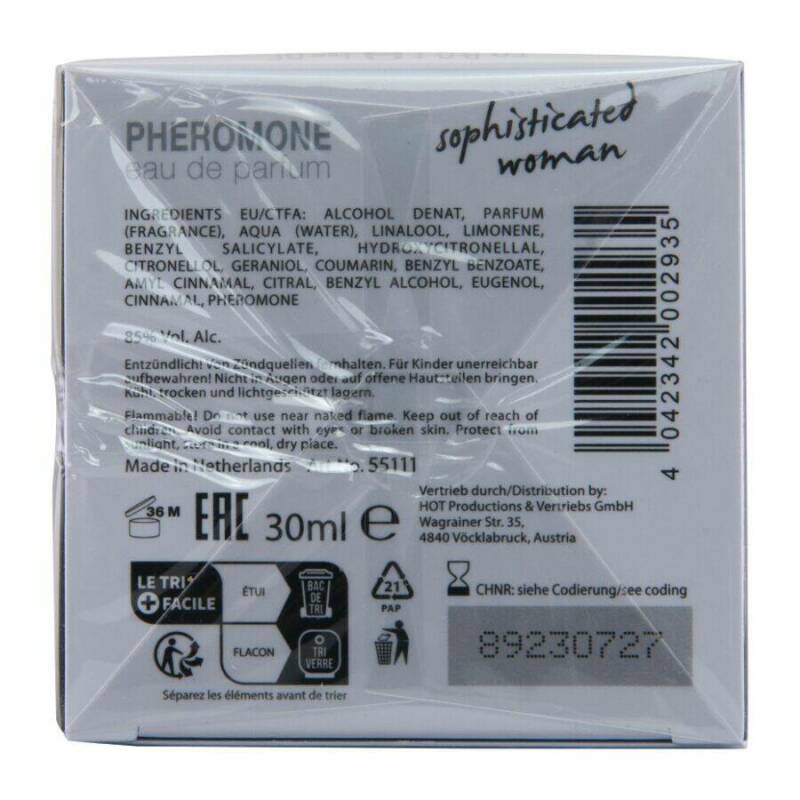 PHEROMONE
eau de parfum
sophisticated
woman
INGREDIENTS EU/CTFA: ALCOHOL DENAT, PARFUM
(FRAGRANCE), AQUA (WATER), LINALOOL, LIMONENE,
BENZYL SALICYLATE, HYDROXYCITRONELLAL,
CITRONELLOL, GERANIOL, COUMARIN, BENZYL BENZOATE,
AMYL CINNAMAL, CITRAL, BENZYL ALCOHOL, EUGENOL,
CINNAMAL, PHEROMONE
85% Vol. Alc.
Entzündlich! Von Zündquellen fernhalten. Für Kinder unerreichbar
aufbewahren! Nicht in Augen oder auf offene Hautstellen bringen.
Kühl, trocken und lichtgeschützt lagern.
Flammable! Do not use near naked flame. Keep out of reach of
children. Avoid contact with eyes or broken skin. Protect from
sunlight, store in a cool, dry place.
Made in Netherlands Art.No. 55111
4 042342 002935
36 M
EAC
30ml e
Vertrieb durch/Distribution by:
HOT Productions & Vertriebs GmbH
Wagrainer Str. 35,
4840 Vöcklabruck, Austria
LE TRI
+ FACILE
ÉTUI
BAC
DE
TRI
FLACON
TRI
VERRE
Séparez les éléments avant de trier
21
PAP
CHNR: siehe Codierung/see coding
89230727